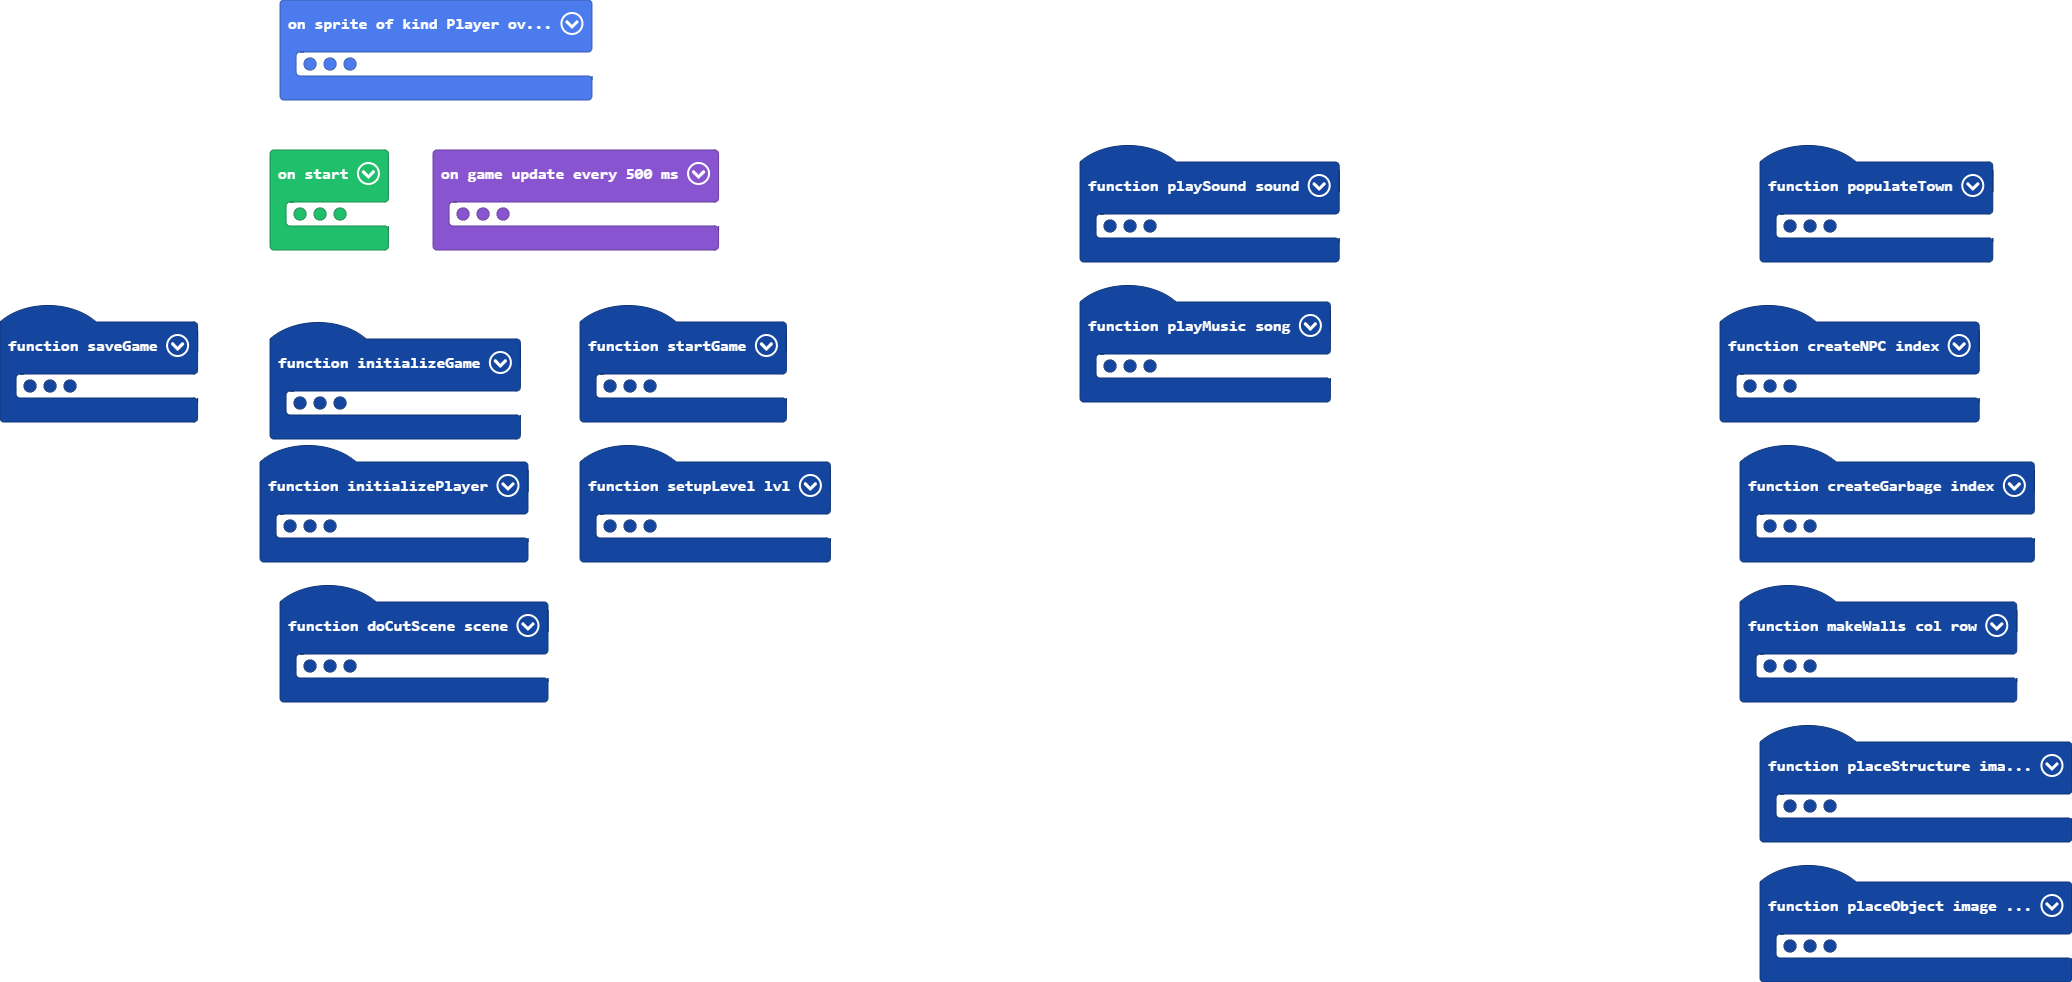 on sprite of kind Player ov...
on start
on game update every 500 ms
function playSound sound
function populateTown
function playMusic song
function saveGame
function initializeGame
function startGame
function createNPC index
function initializePlayer
function setupLevel lvl
function createGarbage index
function doCutScene scene
function makeWalls col row
function placeStructure ima...
function placeObject image ...